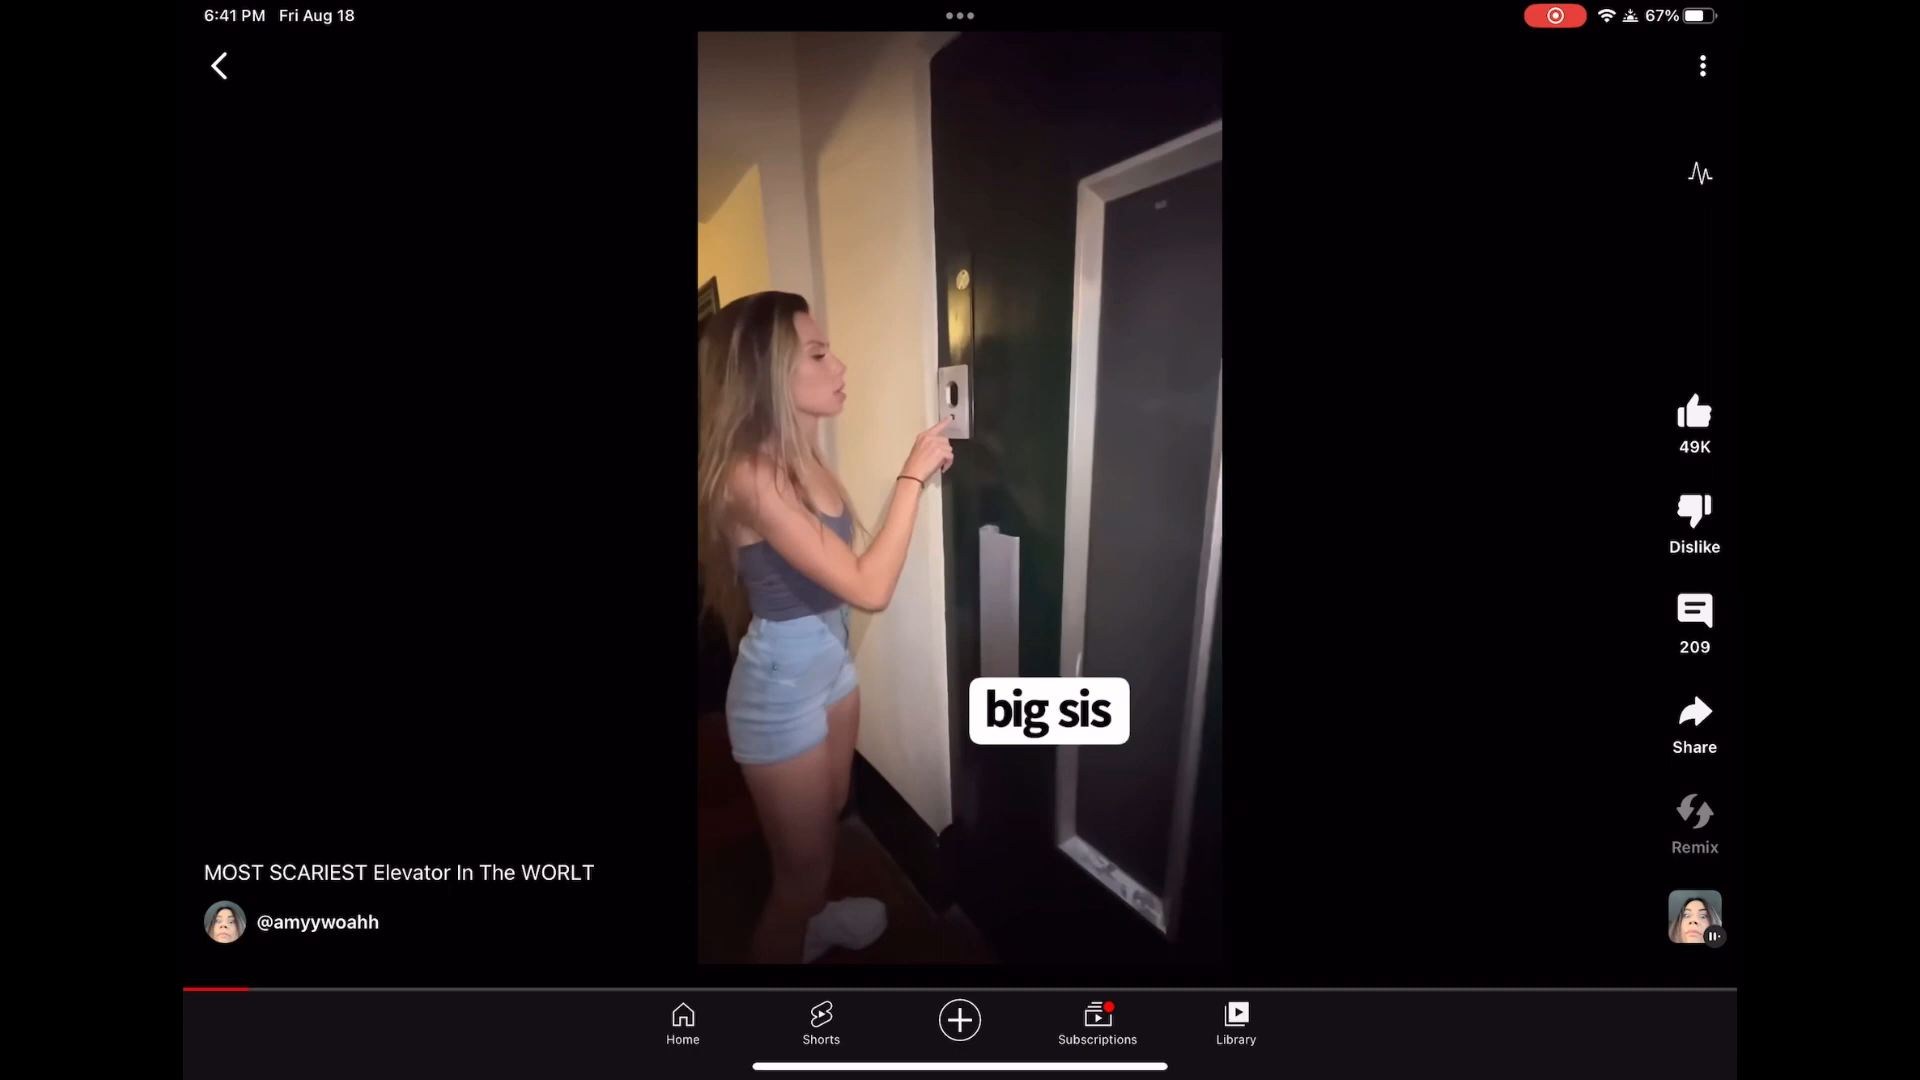 6:41 PM Fri Aug 18
67%
big sis
49K
Dislike
209
Share
Remix
MOST SCARIEST Elevator In The WORLT
@amyywoahh
Home
Shorts
Subscriptions
Library